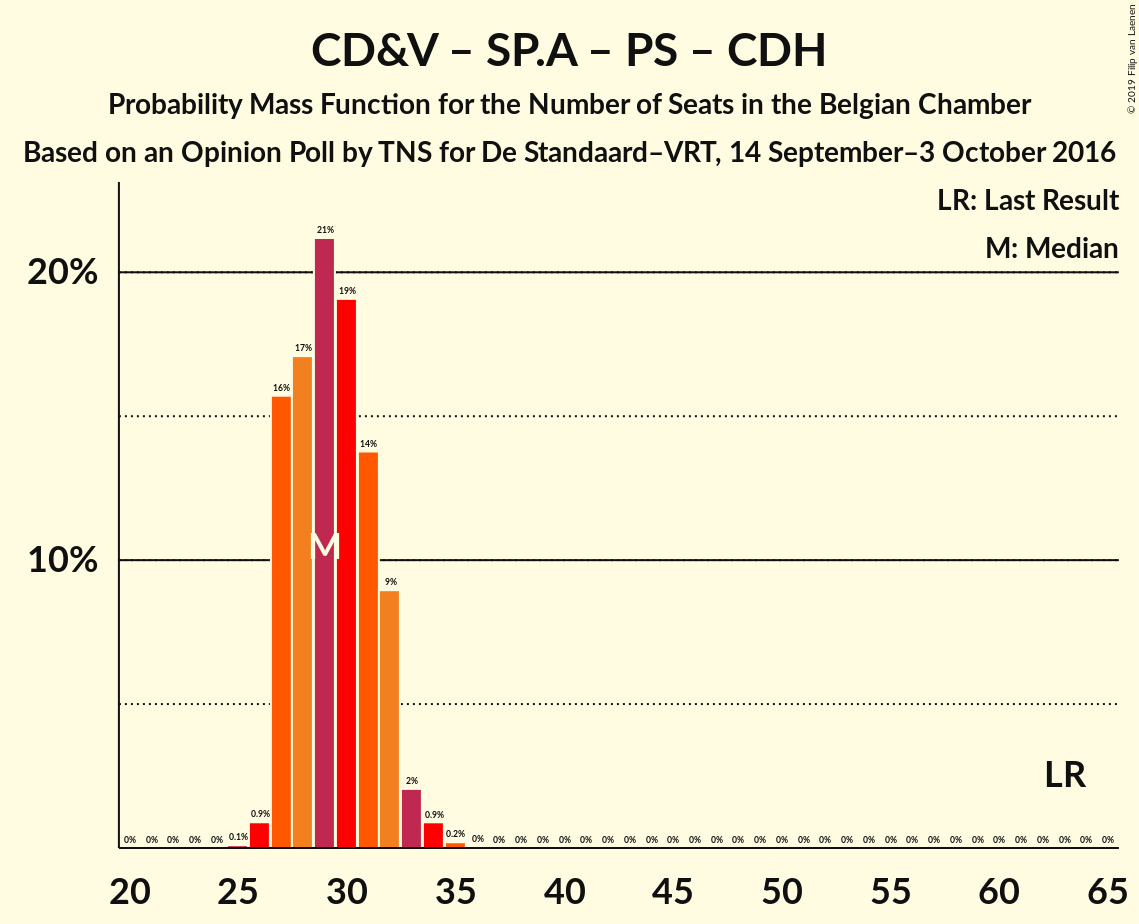 CD&V – SP.A – PS – CDH
Probability Mass Function for the Number of Seats in the Belgian Chamber
Based on an Opinion Poll by TNS for De Standaard–VRT, 14 September–3 October 2016
© 2019 Filip van Laenen
LR: Last Result
M: Median
20%
10%
0% 0% 0% 0% 0% 0.1% 0.9% 16% 17% 21% 19% 14% 9% 2% 0.9% 0.2% 0% 0% 0% 0% 0% 0% 0% 0% 0% 0% 0% 0% 0% 0% 0% 0% 0% 0% 0% 0% 0% 0% 0% 0% 0% 0% 0% 0% 0% 0%
M
LR
20 25 30 35 40 45 50 55 60 65